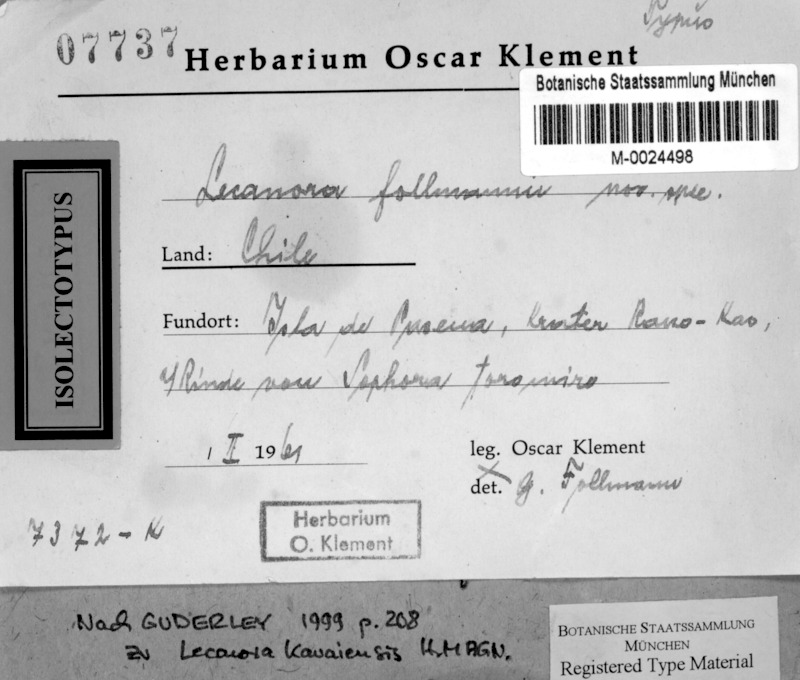 Typus
07737
Herbarium Oscar Klement
Botanische Staatssammlung München
M-0024498
ISOLECTOTYPUS
Lecanora follmannii nov. spec.
Land: Chile
Fundort: Isla de Pascua, Krater Rano-Kao,
Rinde von Sophora toromiro
/ II 1961
leg. Oscar Klement
det. G. Follmann
7372-K
Herbarium
O. Klement
Nach GUDERLEY 1999 p. 208
zu Lecanora kavaiensis H.MAGN.
BOTANISCHE STAATSSAMMLUNG
MÜNCHEN
Registered Type Material